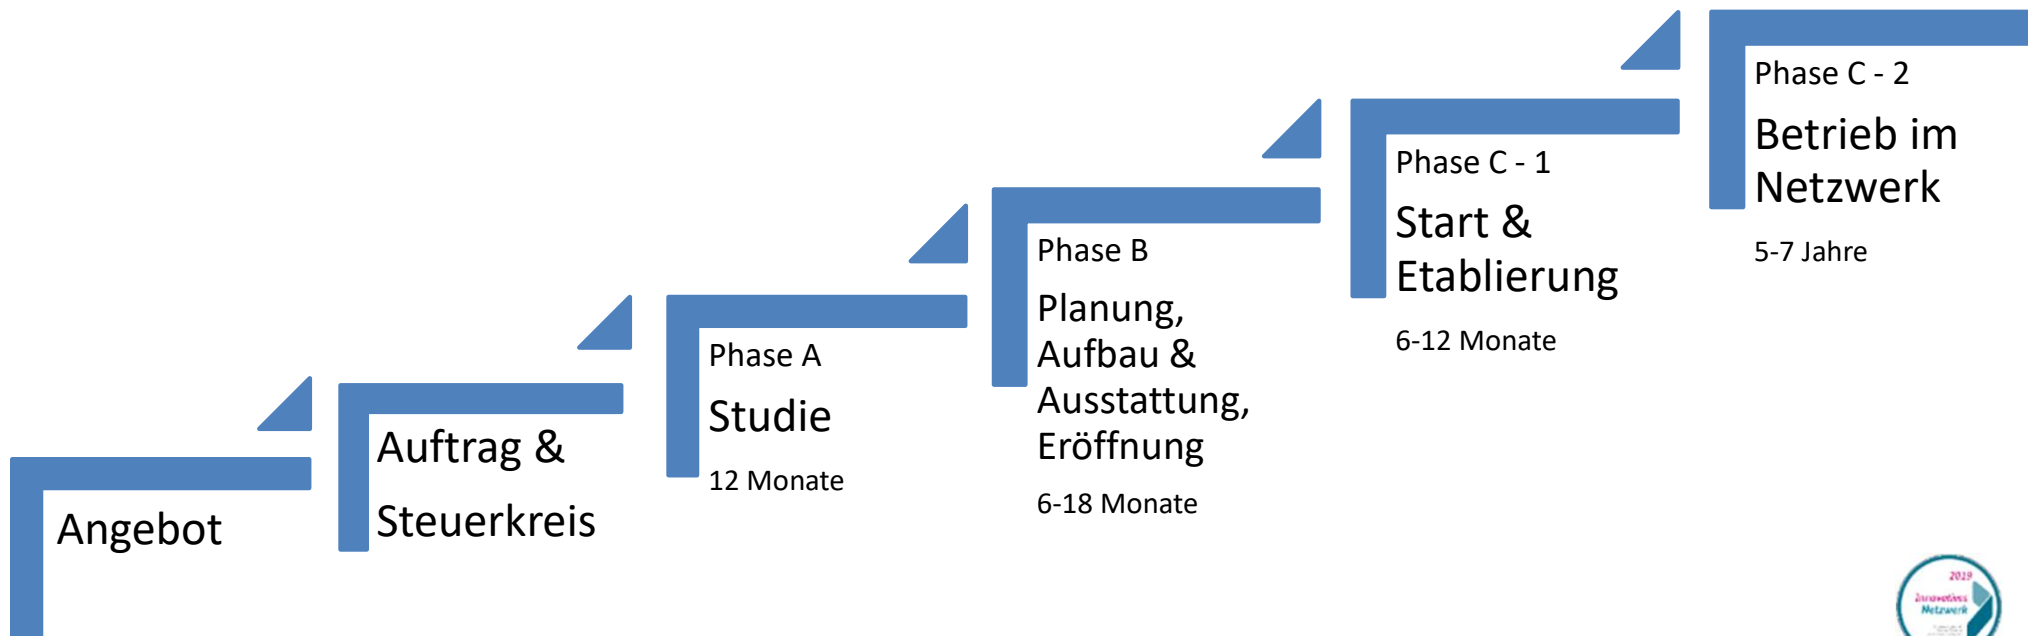 Angebot
Auftrag &
Steuerkreis
Phase A
Studie
12 Monate
Phase B
Planung,
Aufbau &
Ausstattung,
Eröffnung
6-18 Monate
Phase C - 1
Start &
Etablierung
6-12 Monate
Phase C - 2
Betrieb im
Netzwerk
5-7 Jahre
2019
Innovatives
Netzwerk